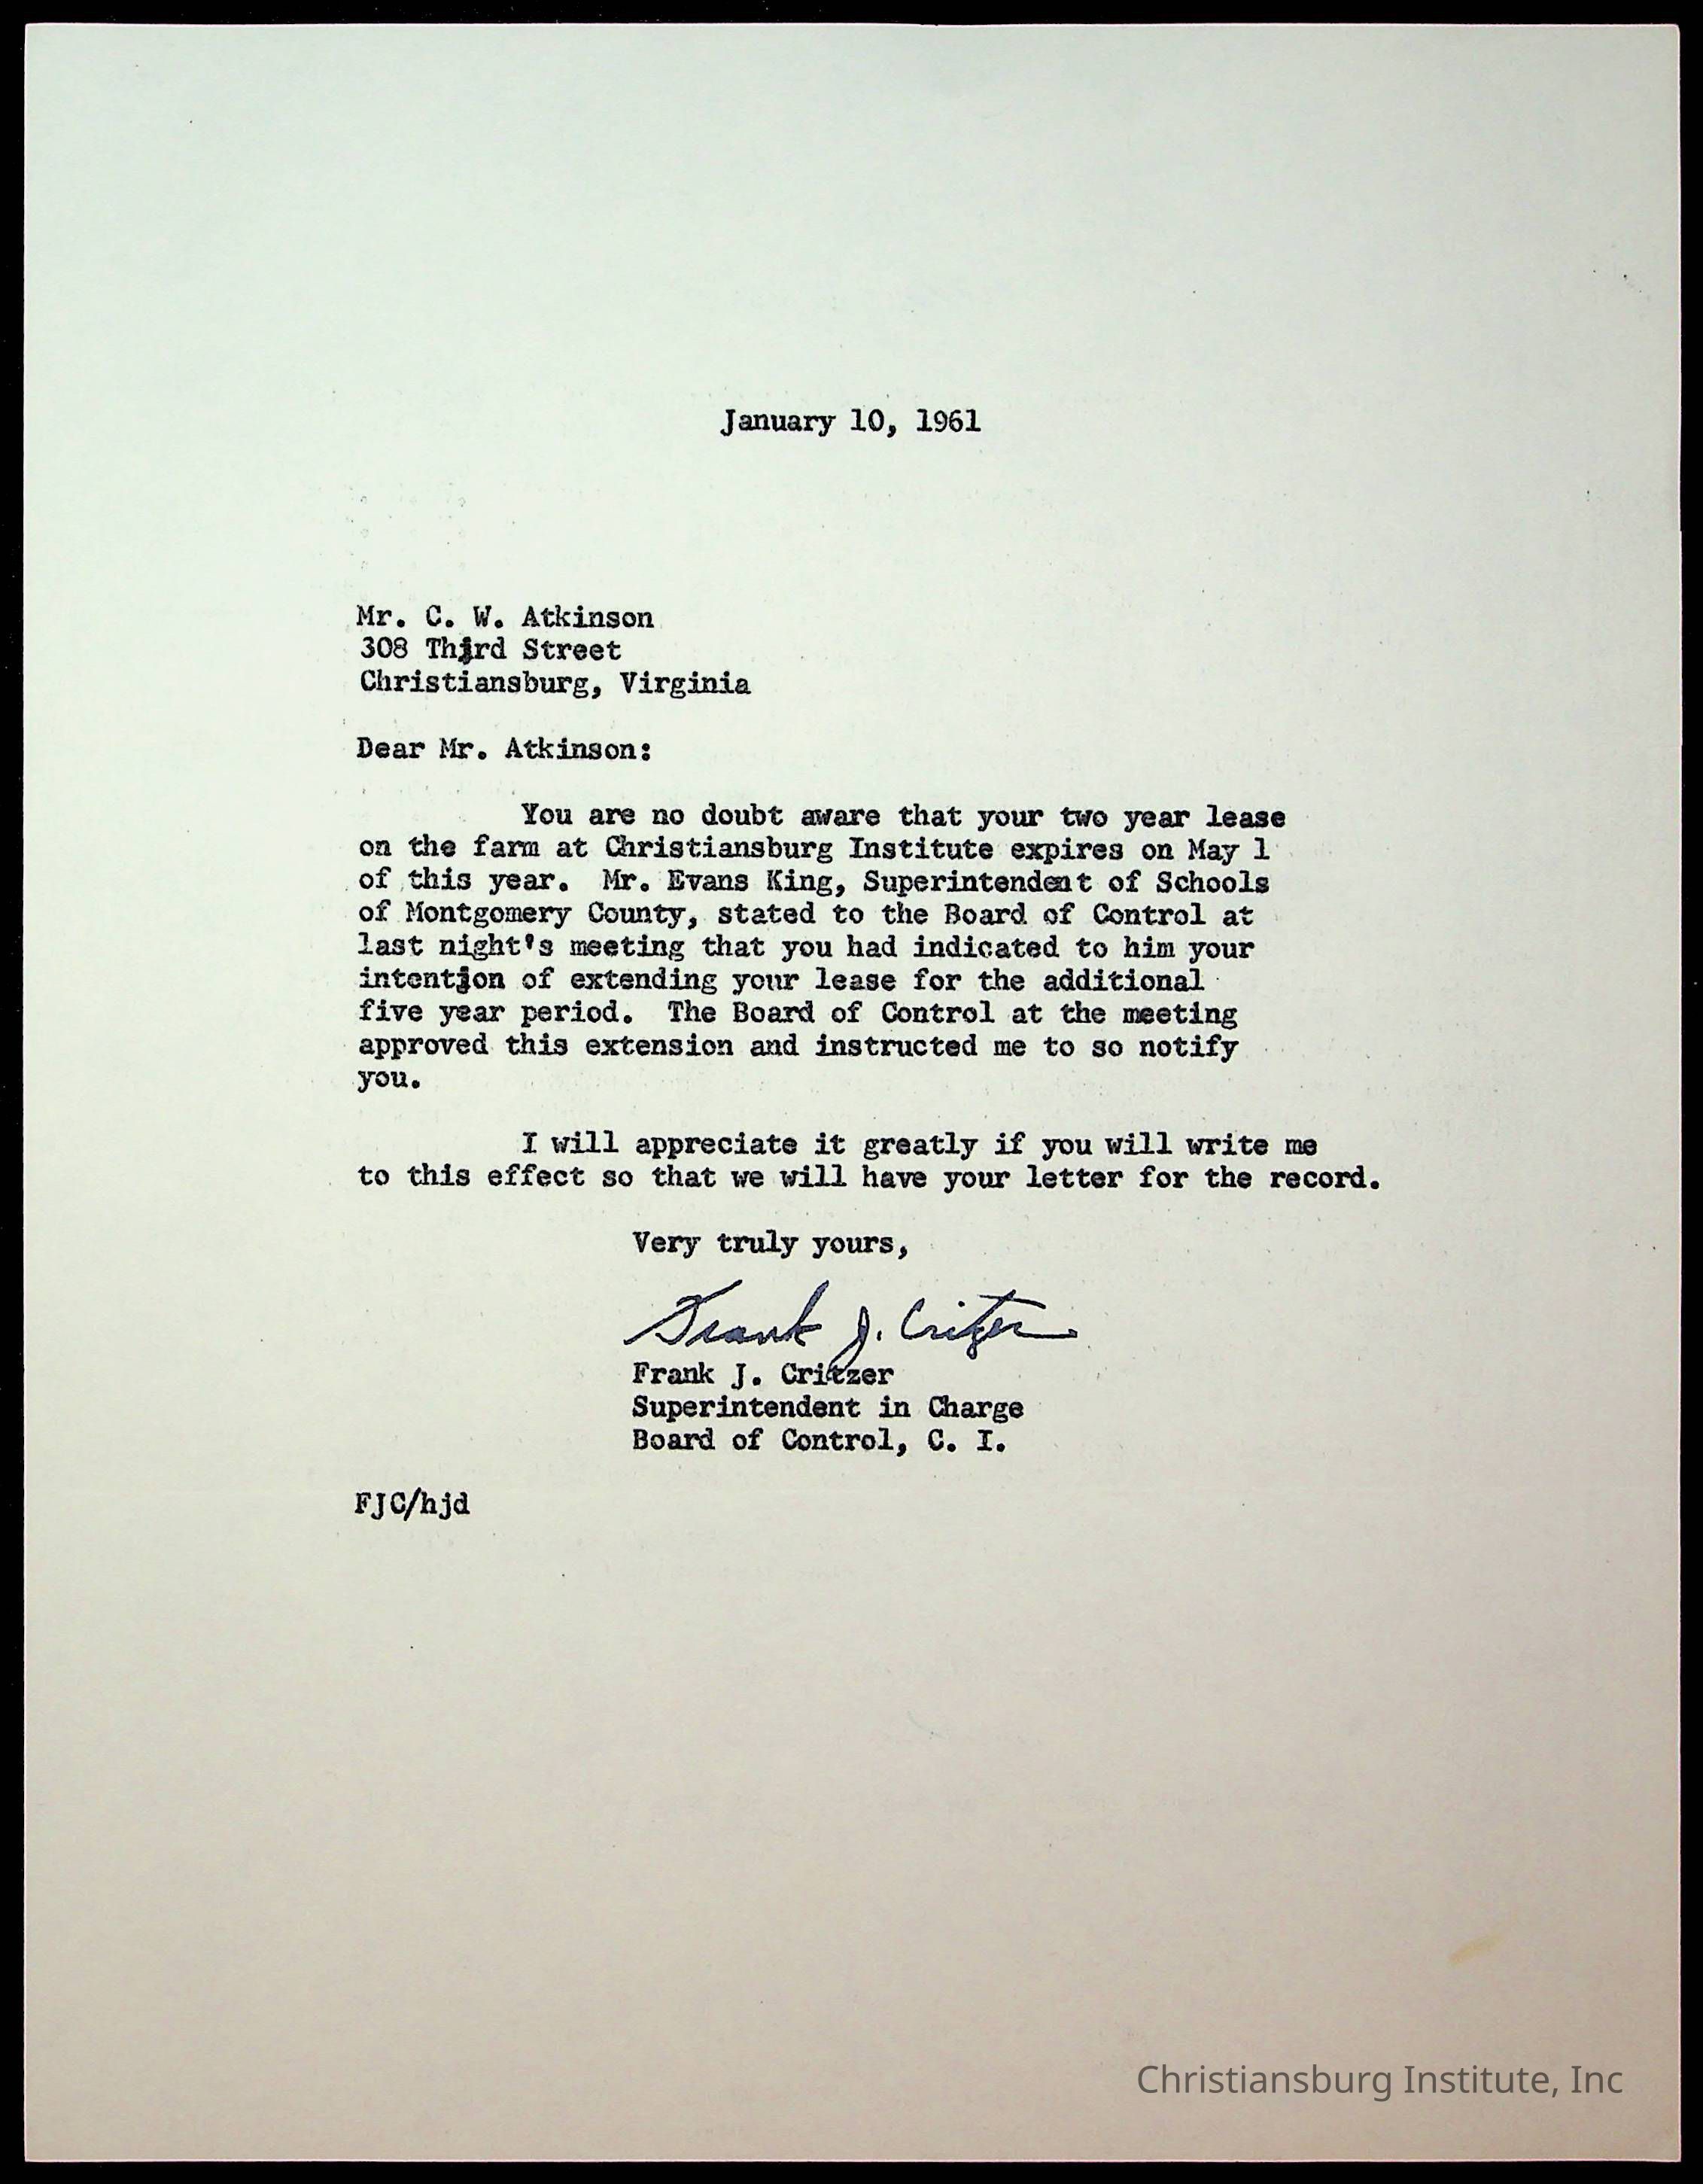 January 10, 1961
Mr. C. W. Atkinson
308 Third Street
Christiansburg, Virginia
Dear Mr. Atkinson:
You are no doubt aware that your two year lease
on the farm at Christiansburg Institute expires on May 1
of this year. Mr. Evans King, Superintendent of Schools
of Montgomery County, stated to the Board of Control at
last night's meeting that you had indicated to him your
intention of extending your lease for the additional
five year period. The Board of Control at the meeting
approved this extension and instructed me to so notify
you.
I will appreciate it greatly if you will write me
to this effect so that we will have your letter for the record.
Very truly yours,
Frank J. Critzer
Frank J. Critzer
Superintendent in Charge
Board of Control, C. I.
FJC/hjd
Christiansburg Institute, Inc